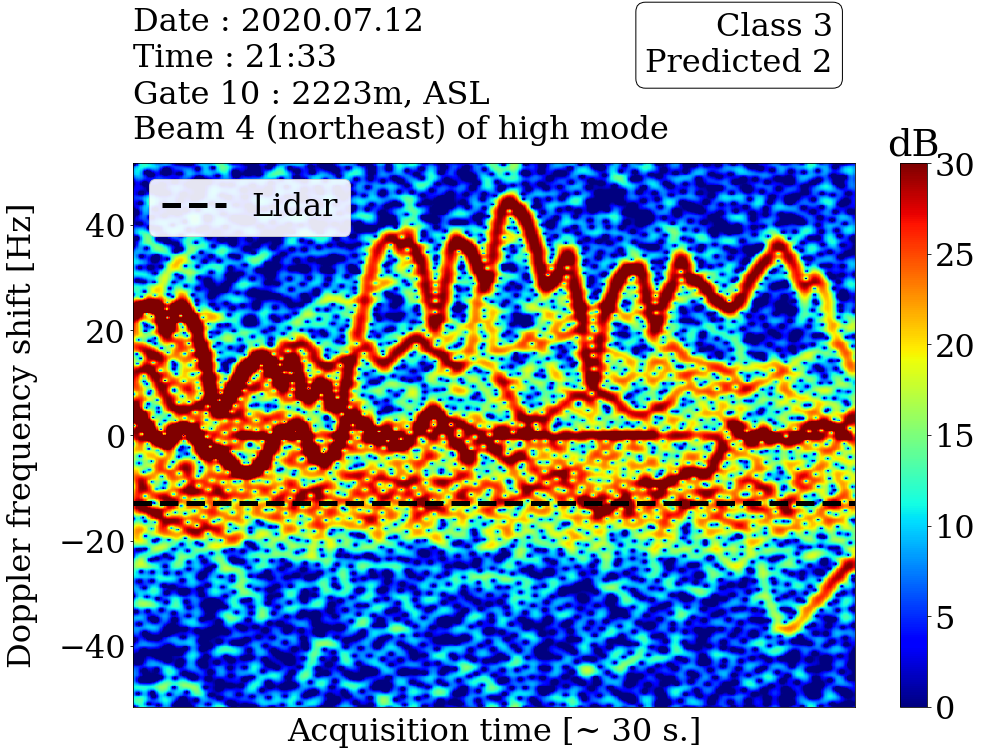 Date : 2020.07.12
Time : 21:33
Gate 10 : 2223m, ASL
Beam 4 (northeast) of high mode
Class 3
Predicted 2
dB
Lidar
Doppler frequency shift [Hz]
40
20
0
−20
−40
30
25
20
15
10
5
0
Acquisition time [~ 30 s.]